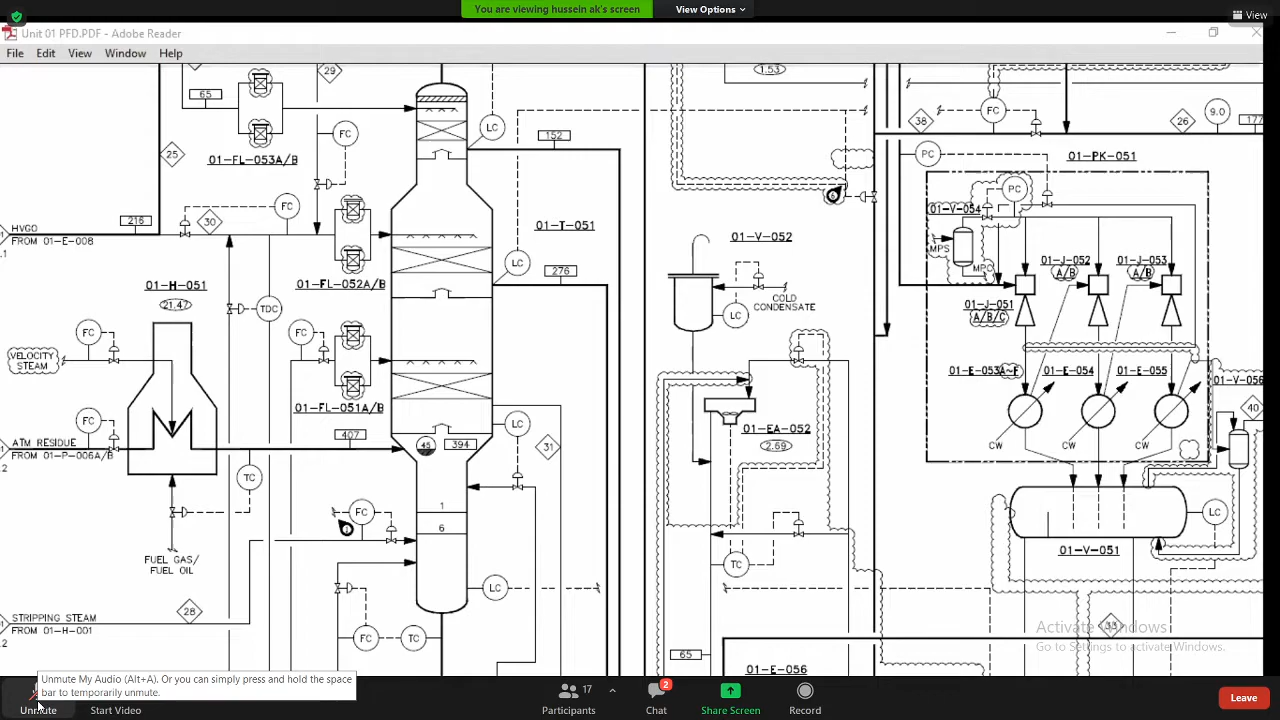 You are viewing hussein ak's screen
View Options
View
Unit 01 PFD.PDF - Adobe Reader
File Edit View Window Help
29
1.53
65
01-FL-053A/B
FC
LC
25
152
38
FC
26
9.0
177
PC
01-PK-051
216
HVGO
FROM 01-E-008
30
FC
01-T-051
LC
276
01-FL-052A/B
01-V-052
COLD
CONDENSATE
LC
01-V-054
PC
MPS
MPC
01-J-052
A/B
01-J-053
A/B
01-J-051
A/B/C
01-H-051
21.47
TDC
FC
VELOCITY
STEAM
FC
01-FL-051A/B
01-E-053A~F
01-E-054
01-E-055
01-V-056
40
CW
CW
CW
FC
ATM RESIDUE
FROM 01-P-006A/B
407
45
394
LC
31
01-EA-052
2.69
TC
1
6
FC
FUEL GAS/
FUEL OIL
LC
01-V-051
TC
LC
STRIPPING STEAM
FROM 01-H-001
28
FC
TC
65
01-E-056
Activate Windows
Go to Settings to activate Windows.
Unmute My Audio (Alt+A). Or you can simply press and hold the space
bar to temporarily unmute.
Unmute
Start Video
17
Participants
2
Chat
Share Screen
Record
Leave